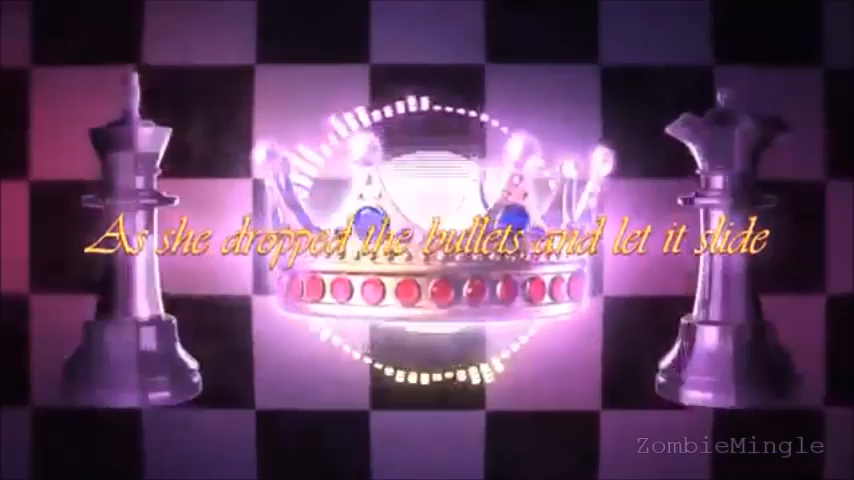 As she dropped the bullets and let it slide
ZombieMingle